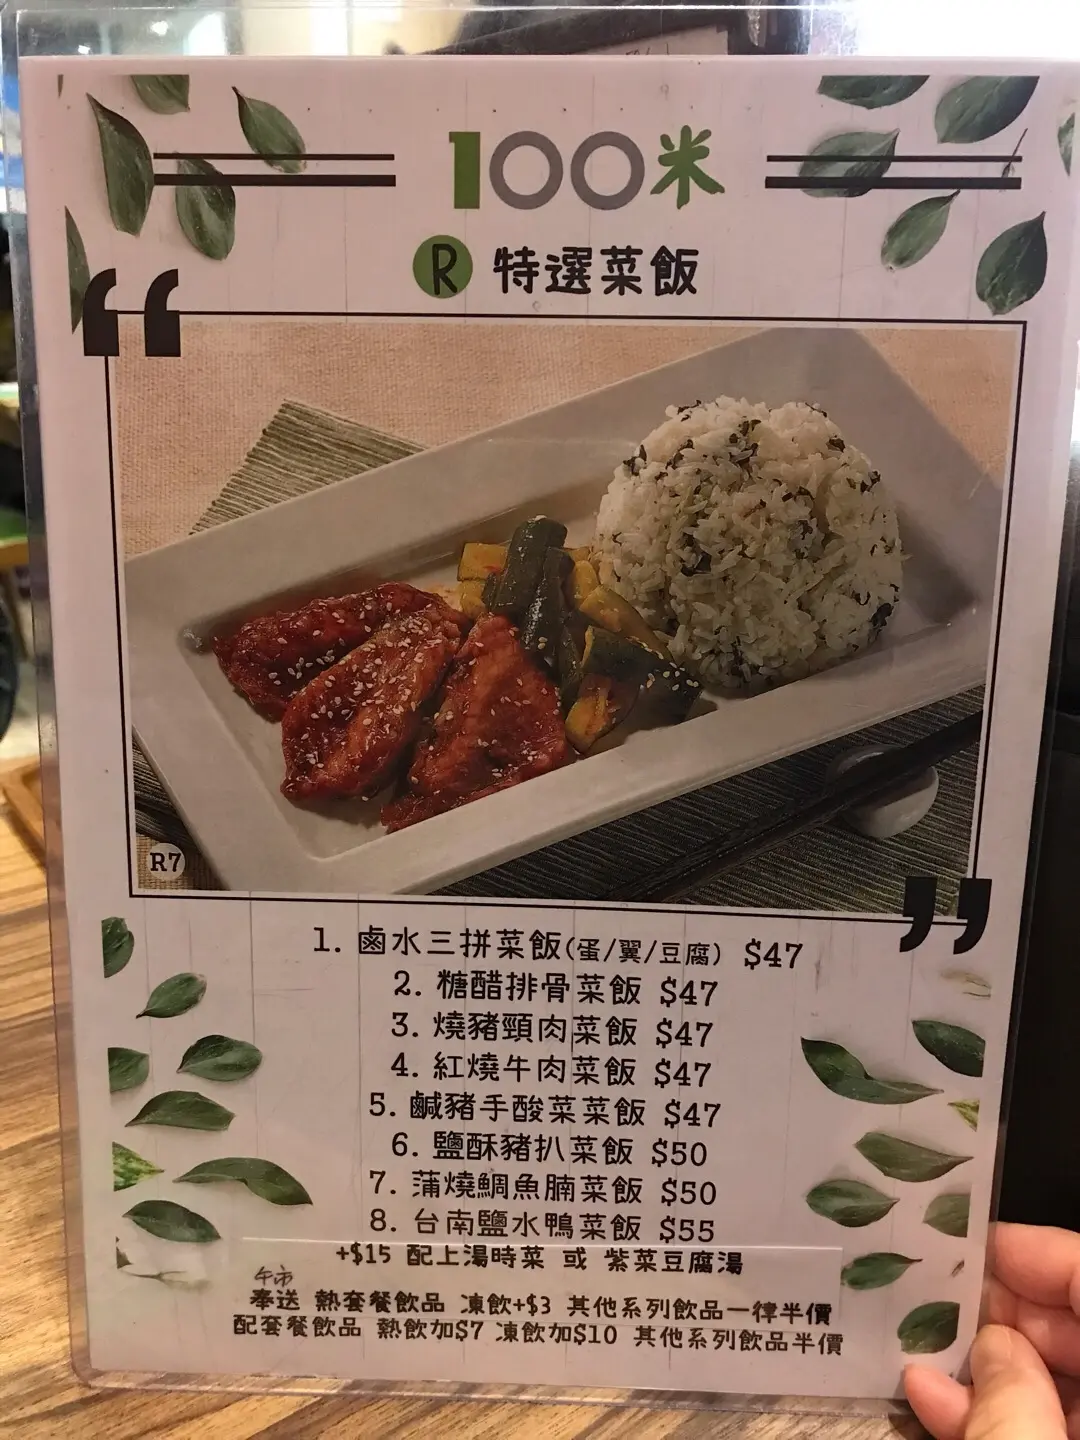 100米
R 特選菜飯
R7
1. 鹵水三拼菜飯(蛋/翼/豆腐) $47
2. 糖醋排骨菜飯 $47
3. 燒豬頸肉菜飯 $47
4. 紅燒牛肉菜飯 $47
5. 鹹豬手酸菜菜飯 $47
6. 鹽酥豬扒菜飯 $50
7. 蒲燒鯛魚腩菜飯 $50
8. 台南鹽水鴨菜飯 $55
+$15 配上湯時菜 或 紫菜豆腐湯
午市
奉送 熱套餐飲品 凍飲+$3 其他系列飲品一律半價
配套餐飲品 熱飲加$7 凍飲加$10 其他系列飲品半價